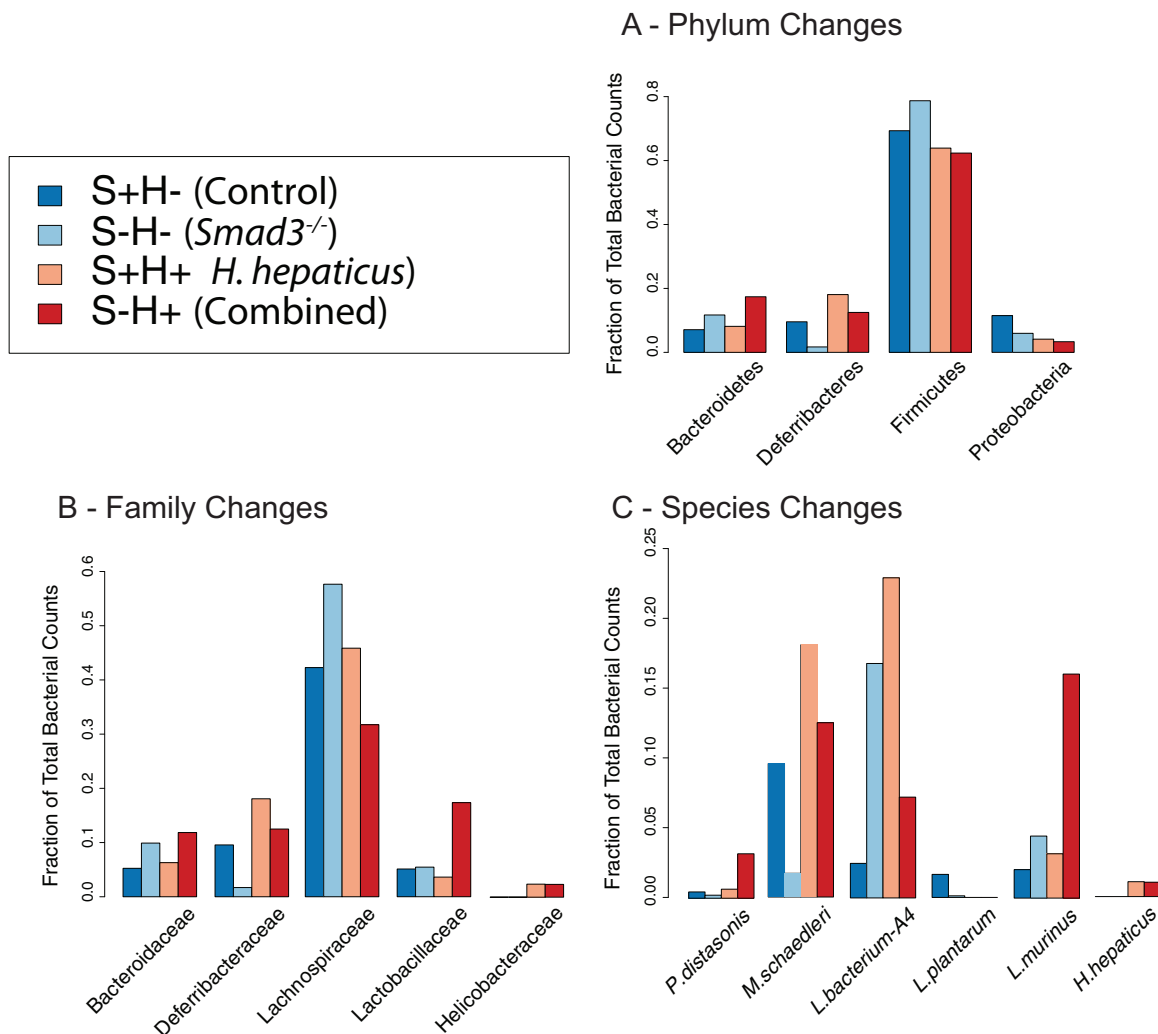 A - Phylum Changes
S+H- (Control)
S-H- (Smad3-/-)
S+H+ H. hepaticus)
S-H+ (Combined)
Fraction of Total Bacterial Counts
0.0
0.2
0.4
0.6
0.8
Bacteroidetes
Deferribacteres
Firmicutes
Proteobacteria
B - Family Changes
Fraction of Total Bacterial Counts
0.0
0.1
0.2
0.3
0.4
0.5
0.6
Bacteroidaceae
Deferribacteraceae
Lachnospiraceae
Lactobacillaceae
Helicobacteraceae
C - Species Changes
Fraction of Total Bacterial Counts
0.00
0.05
0.10
0.15
0.20
0.25
P.distasonis
M.schaedleri
L.bacterium-A4
L.plantarum
L.murinus
H.hepaticus